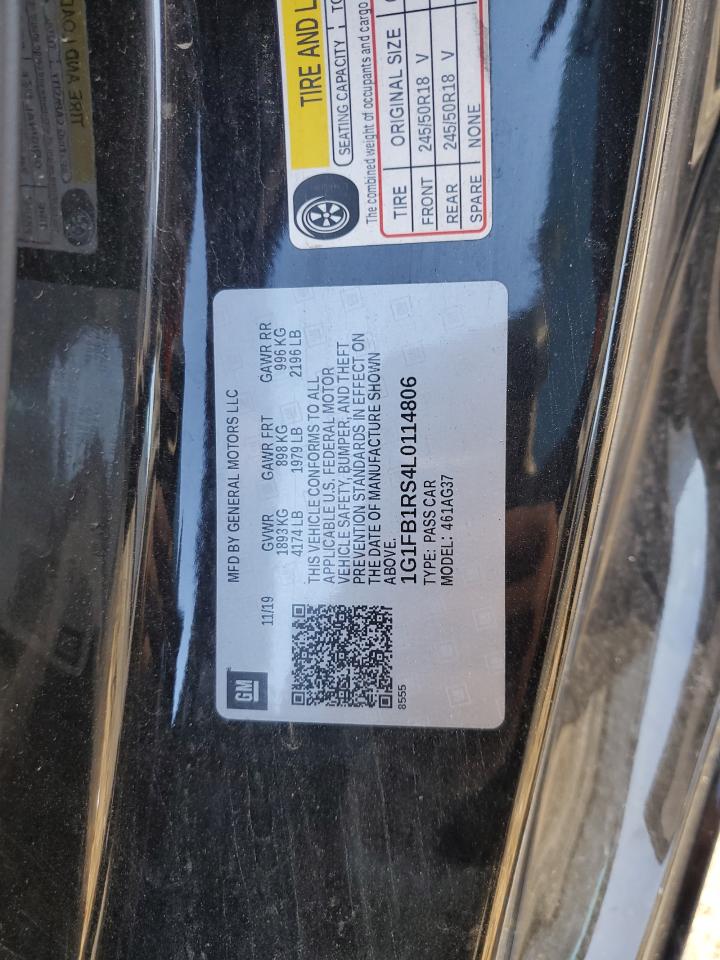 MFD BY GENERAL MOTORS LLC
GM
11/19 GVWR GAWR FRT GAWR RR
1893 KG 898 KG 996 KG
4174 LB 1979 LB 2196 LB
THIS VEHICLE CONFORMS TO ALL
APPLICABLE U.S. FEDERAL MOTOR
VEHICLE SAFETY, BUMPER, AND THEFT
PREVENTION STANDARDS IN EFFECT ON
THE DATE OF MANUFACTURE SHOWN
ABOVE.
1G1FB1RS4L0114806
TYPE: PASS CAR
MODEL: 461AG37
8555
TIRE AND
SEATING CAPACITY
The combined weight of occupants and cargo
TIRE ORIGINAL SIZE
FRONT 245/50R18 V
REAR 245/50R18 V
SPARE NONE